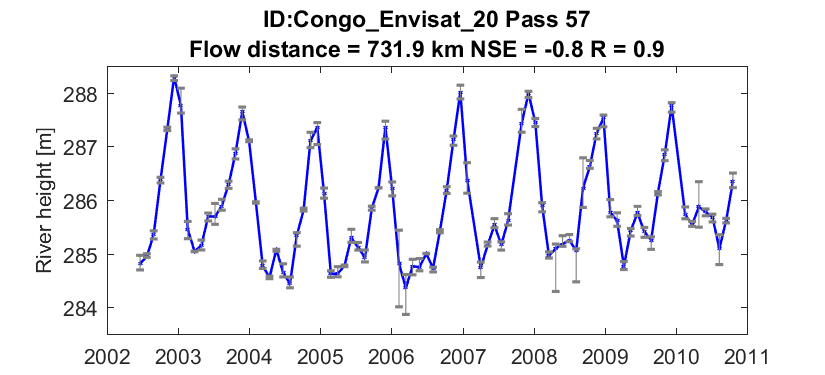 ID:Congo_Envisat_20 Pass 57
Flow distance = 731.9 km NSE = -0.8 R = 0.9
River height [m]
288
287
286
285
284
2002 2003 2004 2005 2006 2007 2008 2009 2010 2011